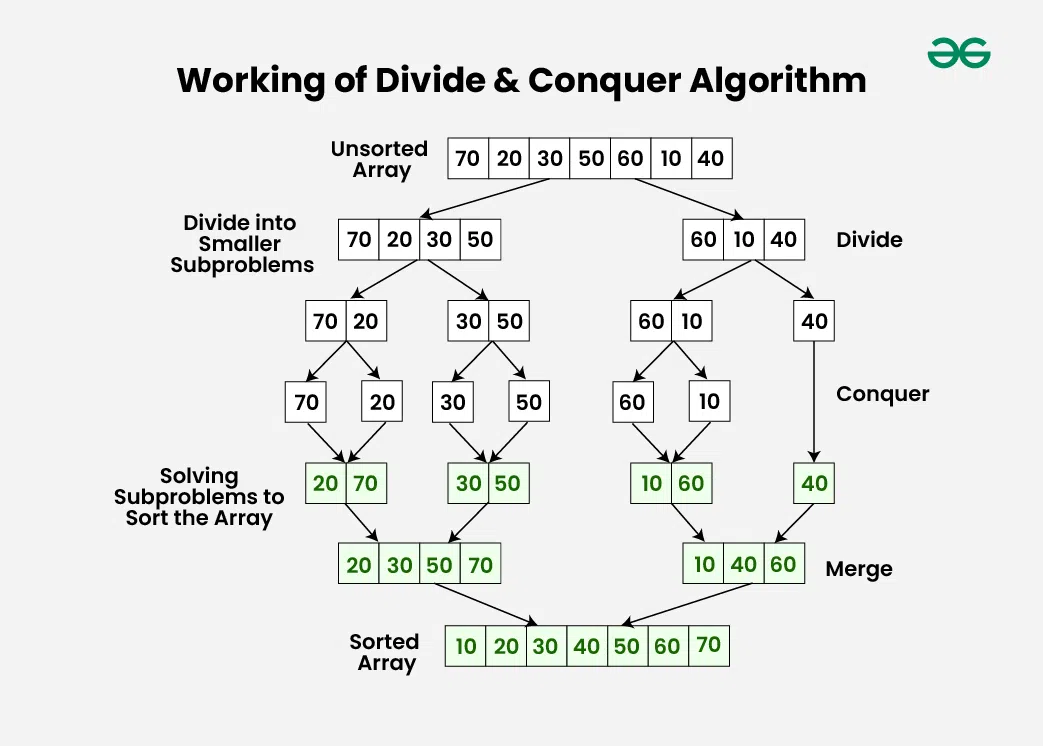 Working of Divide & Conquer Algorithm
Unsorted
Array
70 20 30 50 60 10 40
Divide into
Smaller
Subproblems
70 20 30 50
60 10 40
Divide
70 20
30 50
60 10
40
70
20
30
50
60
10
Conquer
Solving
Subproblems to
Sort the Array
20 70
30 50
10 60
40
20 30 50 70
10 40 60
Merge
Sorted
Array
10 20 30 40 50 60 70